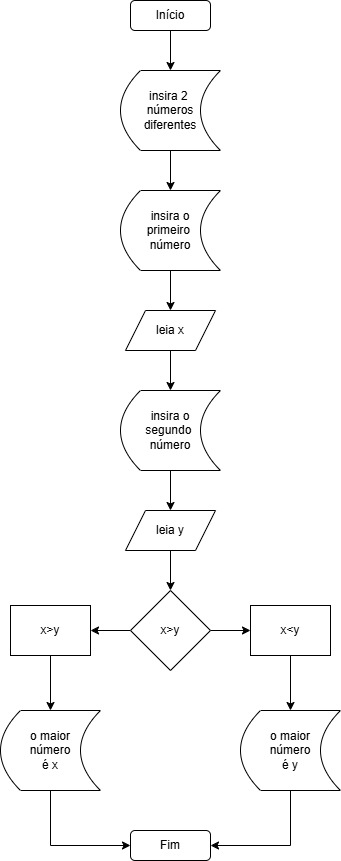 Início
insira 2
números
diferentes
insira o
primeiro
número
leia x
insira o
segundo
número
leia y
x>y
x>y
x<y
o maior
número
é x
o maior
número
é y
Fim